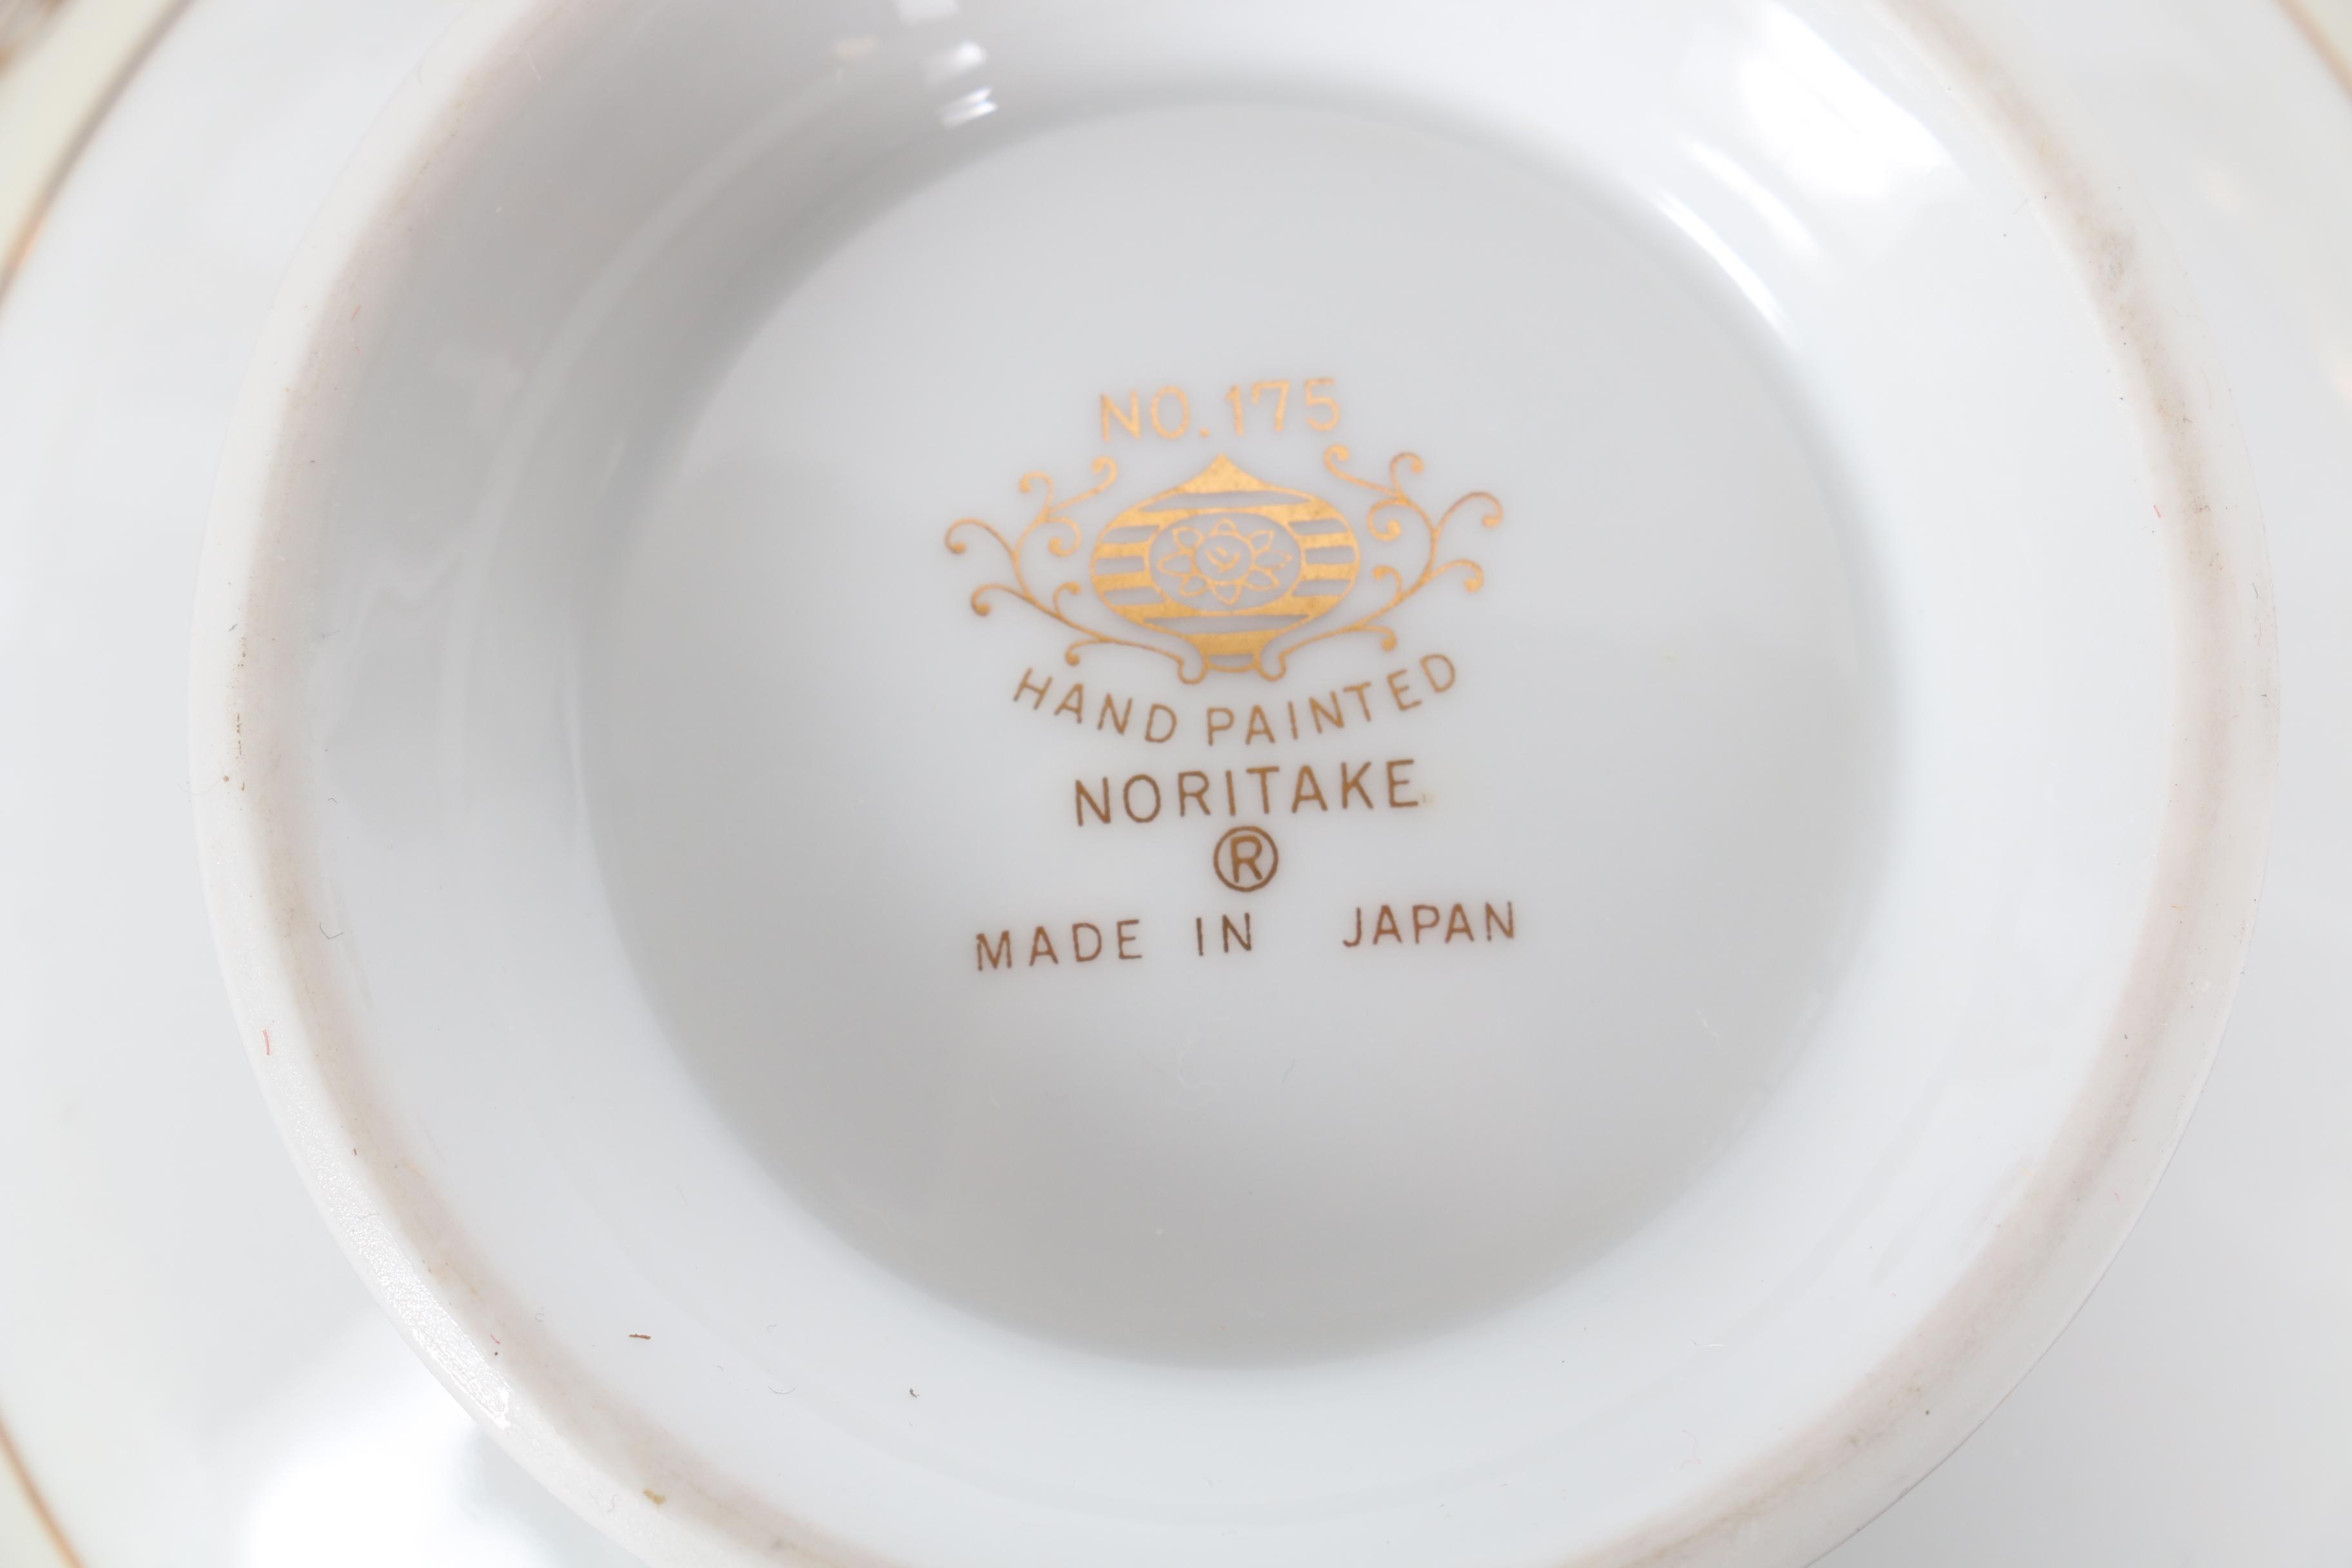 NO.175
HAND PAINTED
NORITAKE
®
MADE IN JAPAN